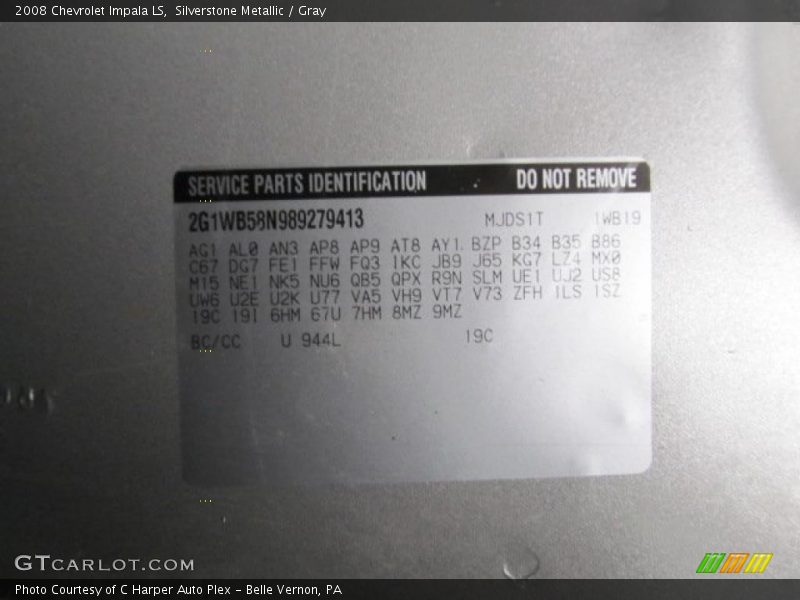 2008 Chevrolet Impala LS, Silverstone Metallic / Gray
SERVICE PARTS IDENTIFICATION DO NOT REMOVE
2G1WB58N989279413 MJDS1T 1WB19
AG1 AL0 AN3 AP8 AP9 AT8 AY1 BZP B34 B35 B86
C67 DG7 FE1 FFW FQ3 1KC JB9 J65 KG7 LZ4 MX0
M15 NE1 NK5 NU6 QB5 QPX R9N SLM UE1 UJ2 US8
UW6 U2E U2K U77 VA5 VH9 VT7 V73 ZFH 1LS 1SZ
19C 19I 6HM 67U 7HM 8MZ 9MZ
BC/CC U 944L 19C
GTCARLOT.COM
Photo Courtesy of C Harper Auto Plex - Belle Vernon, PA